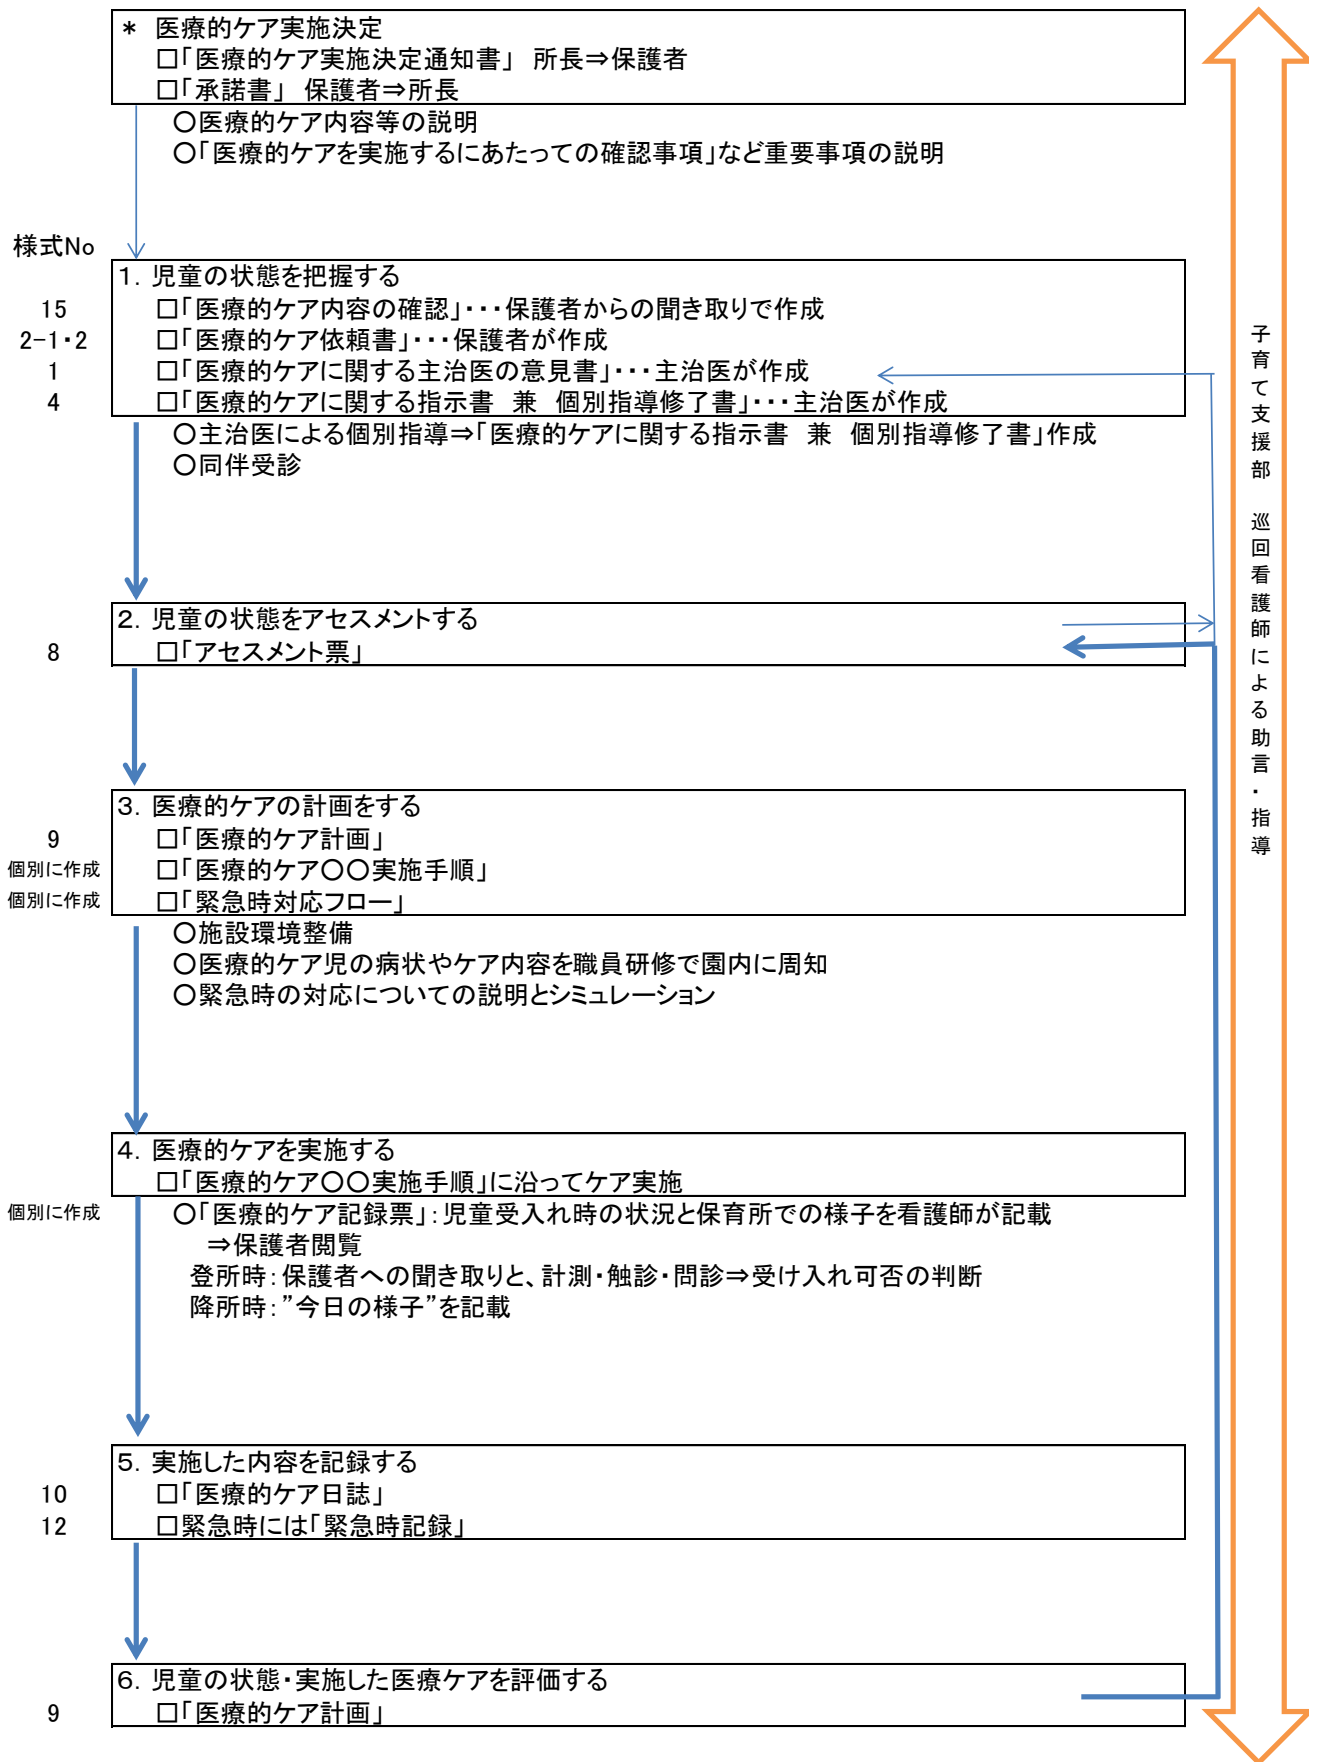 * 医療的ケア実施決定
□「医療的ケア実施決定通知書」 所長⇒保護者
□「承諾書」 保護者⇒所長
○医療的ケア内容等の説明
○「医療的ケアを実施するにあたっての確認事項」など重要事項の説明
様式No
1．児童の状態を把握する
15 □「医療的ケア内容の確認」・・・保護者からの聞き取りで作成
2-1・2 □「医療的ケア依頼書」・・・保護者が作成
1 □「医療的ケアに関する主治医の意見書」・・・主治医が作成
4 □「医療的ケアに関する指示書 兼 個別指導修了書」・・・主治医が作成
○主治医による個別指導⇒「医療的ケアに関する指示書 兼 個別指導修了書」作成
○同伴受診
2．児童の状態をアセスメントする
8 □「アセスメント票」
3．医療的ケアの計画をする
9 □「医療的ケア計画」
個別に作成 □「医療的ケア○○実施手順」
個別に作成 □「緊急時対応フロー」
○施設環境整備
○医療的ケア児の病状やケア内容を職員研修で園内に周知
○緊急時の対応についての説明とシミュレーション
4．医療的ケアを実施する
□「医療的ケア○○実施手順」に沿ってケア実施
個別に作成 ○「医療的ケア記録票」：児童受入れ時の状況と保育所での様子を看護師が記載
⇒保護者閲覧
登所時：保護者への聞き取りと、計測・触診・問診⇒受け入れ可否の判断
降所時：”今日の様子”を記載
5．実施した内容を記録する
10 □「医療的ケア日誌」
12 □緊急時には「緊急時記録」
6．児童の状態・実施した医療ケアを評価する
9 □「医療的ケア計画」
子育て支援部 巡回看護師による助言・指導